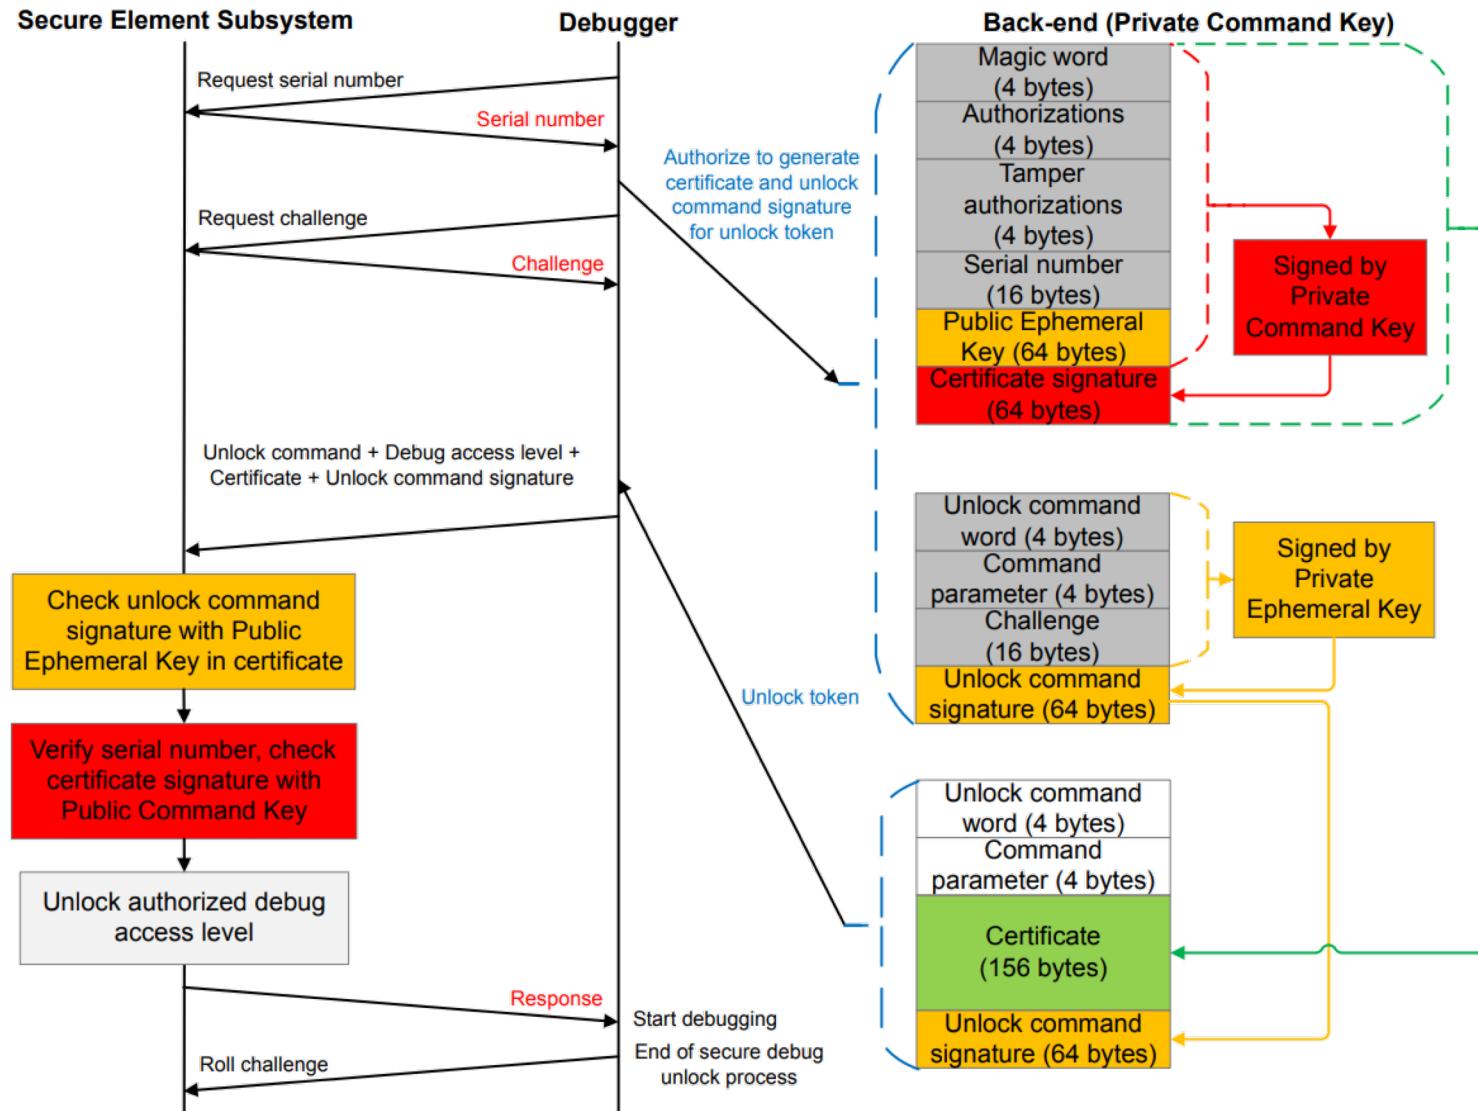 Secure Element Subsystem
Debugger
Back-end (Private Command Key)
Request serial number
Serial number
Authorize to generate
certificate and unlock
command signature
for unlock token
Request challenge
Challenge
Unlock command + Debug access level +
Certificate + Unlock command signature
Check unlock command
signature with Public
Ephemeral Key in certificate
Verify serial number, check
certificate signature with
Public Command Key
Unlock authorized debug
access level
Response
Start debugging
Roll challenge
End of secure debug
unlock process
Unlock token
Magic word
(4 bytes)
Authorizations
(4 bytes)
Tamper
authorizations
(4 bytes)
Serial number
(16 bytes)
Public Ephemeral
Key (64 bytes)
Certificate signature
(64 bytes)
Signed by
Private
Command Key
Unlock command
word (4 bytes)
Command
parameter (4 bytes)
Challenge
(16 bytes)
Unlock command
signature (64 bytes)
Signed by
Private
Ephemeral Key
Unlock command
word (4 bytes)
Command
parameter (4 bytes)
Certificate
(156 bytes)
Unlock command
signature (64 bytes)